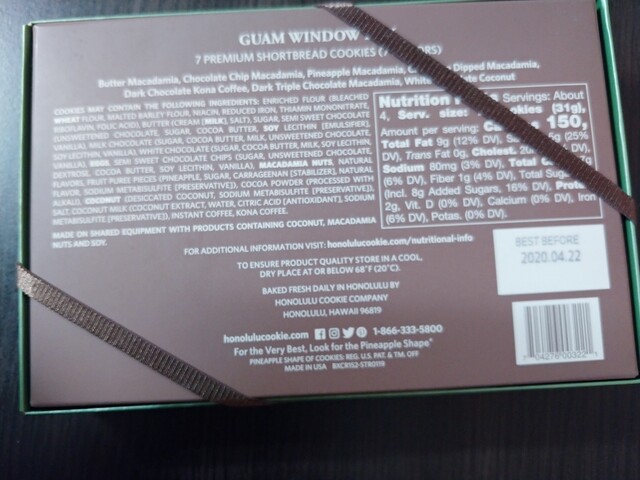 GUAM WINDOW
7 PREMIUM SHORTBREAD COOKIES (7
Butter Macadamia, Chocolate Chip Macadamia, Pineapple Macadamia, Dipped Macadamia,
Dark Chocolate Kona Coffee, Dark Triple Chocolate Macadamia, White Coconut
COOKIES MAY CONTAIN THE FOLLOWING INGREDIENTS: ENRICHED FLOUR (BLEACHED
WHEAT FLOUR, MALTED BARLEY FLOUR, NIACIN, REDUCED IRON, THIAMIN MONONITRATE,
RIBOFLAVIN, FOLIC ACID), BUTTER (CREAM (MILK), SALT), SUGAR, SEMI SWEET CHOCOLATE
(UNSWEETENED CHOCOLATE, SUGAR, COCOA BUTTER, SOY LECITHIN [EMULSIFIER],
VANILLA), MILK CHOCOLATE (SUGAR, COCOA BUTTER, MILK, UNSWEETENED CHOCOLATE,
SOY LECITHIN, VANILLA), WHITE CHOCOLATE (SUGAR, COCOA BUTTER, MILK, SOY LECITHIN,
VANILLA), EGGS, SEMI SWEET CHOCOLATE CHIPS (SUGAR, UNSWEETENED CHOCOLATE,
DEXTROSE, COCOA BUTTER, SOY LECITHIN, VANILLA), MACADAMIA NUTS, NATURAL
FLAVORS, FRUIT PUREE PIECES (PINEAPPLE, SUGAR, CARRAGEENAN [STABILIZER], NATURAL
FLAVOR, SODIUM METABISULFITE [PRESERVATIVE]), COCOA POWDER (PROCESSED WITH
ALKALI), COCONUT (DESICCATED COCONUT, SODIUM METABISULFITE [PRESERVATIVE]),
SALT, COCONUT MILK (COCONUT EXTRACT, WATER, CITRIC ACID [ANTIOXIDANT], SODIUM
METABISULFITE [PRESERVATIVE]), INSTANT COFFEE, KONA COFFEE.
MADE ON SHARED EQUIPMENT WITH PRODUCTS CONTAINING COCONUT, MACADAMIA
NUTS AND SOY.
Nutrition Servings: About
4, Serv. size: cookies (31g),
Amount per serving: 150,
Total Fat 9g (12% DV), 5g (25%
DV), Trans Fat 0g, Cholest.
Sodium 80mg (3% DV), Total 7g
(6% DV), Fiber 1g (4% DV), Total
(Incl. 8g Added Sugars, 16% DV),
2g, Vit. D (0% DV), Calcium (0% DV), Iron
(6% DV), Potas. (0% DV).
FOR ADDITIONAL INFORMATION VISIT: honolulucookie.com/nutritional-info
TO ENSURE PRODUCT QUALITY STORE IN A COOL,
DRY PLACE AT OR BELOW 68°F (20°C).
BEST BEFORE
2020.04.22
BAKED FRESH DAILY IN HONOLULU BY
HONOLULU COOKIE COMPANY
HONOLULU, HAWAII 96819
honolulucookie.com 1-866-333-5800
For the Very Best, Look for the Pineapple Shape®
PINEAPPLE SHAPE OF COOKIES: REG. U.S. PAT. & TM. OFF
MADE IN USA BXCR152-STR0119
7 04278 00322 1